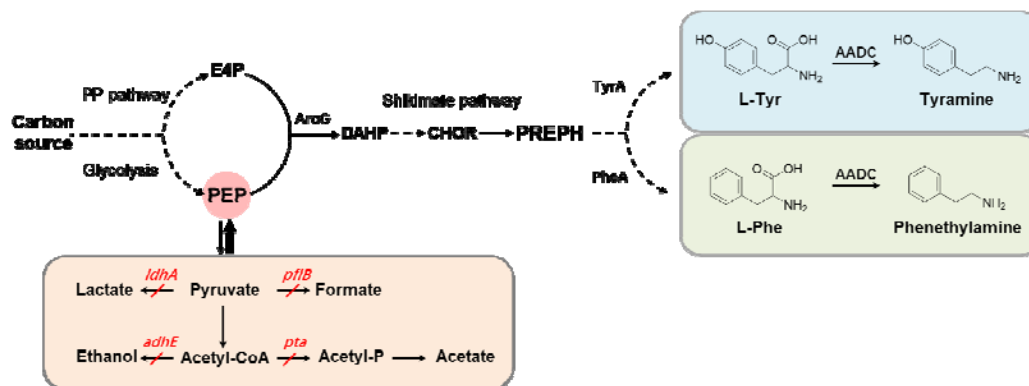 E4P
PP pathway
Carbon
source
Glycolysis
PEP
AroG
Shikimate pathway
DAHP
CHOR
PREPH
TyrA
PheA
HO
O
OH
NH2
L-Tyr
AADC
HO
NH2
Tyramine
O
OH
NH2
L-Phe
AADC
NH2
Phenethylamine
ldhA
pflB
Lactate
Pyruvate
Formate
adhE
pta
Ethanol
Acetyl-CoA
Acetyl-P
Acetate